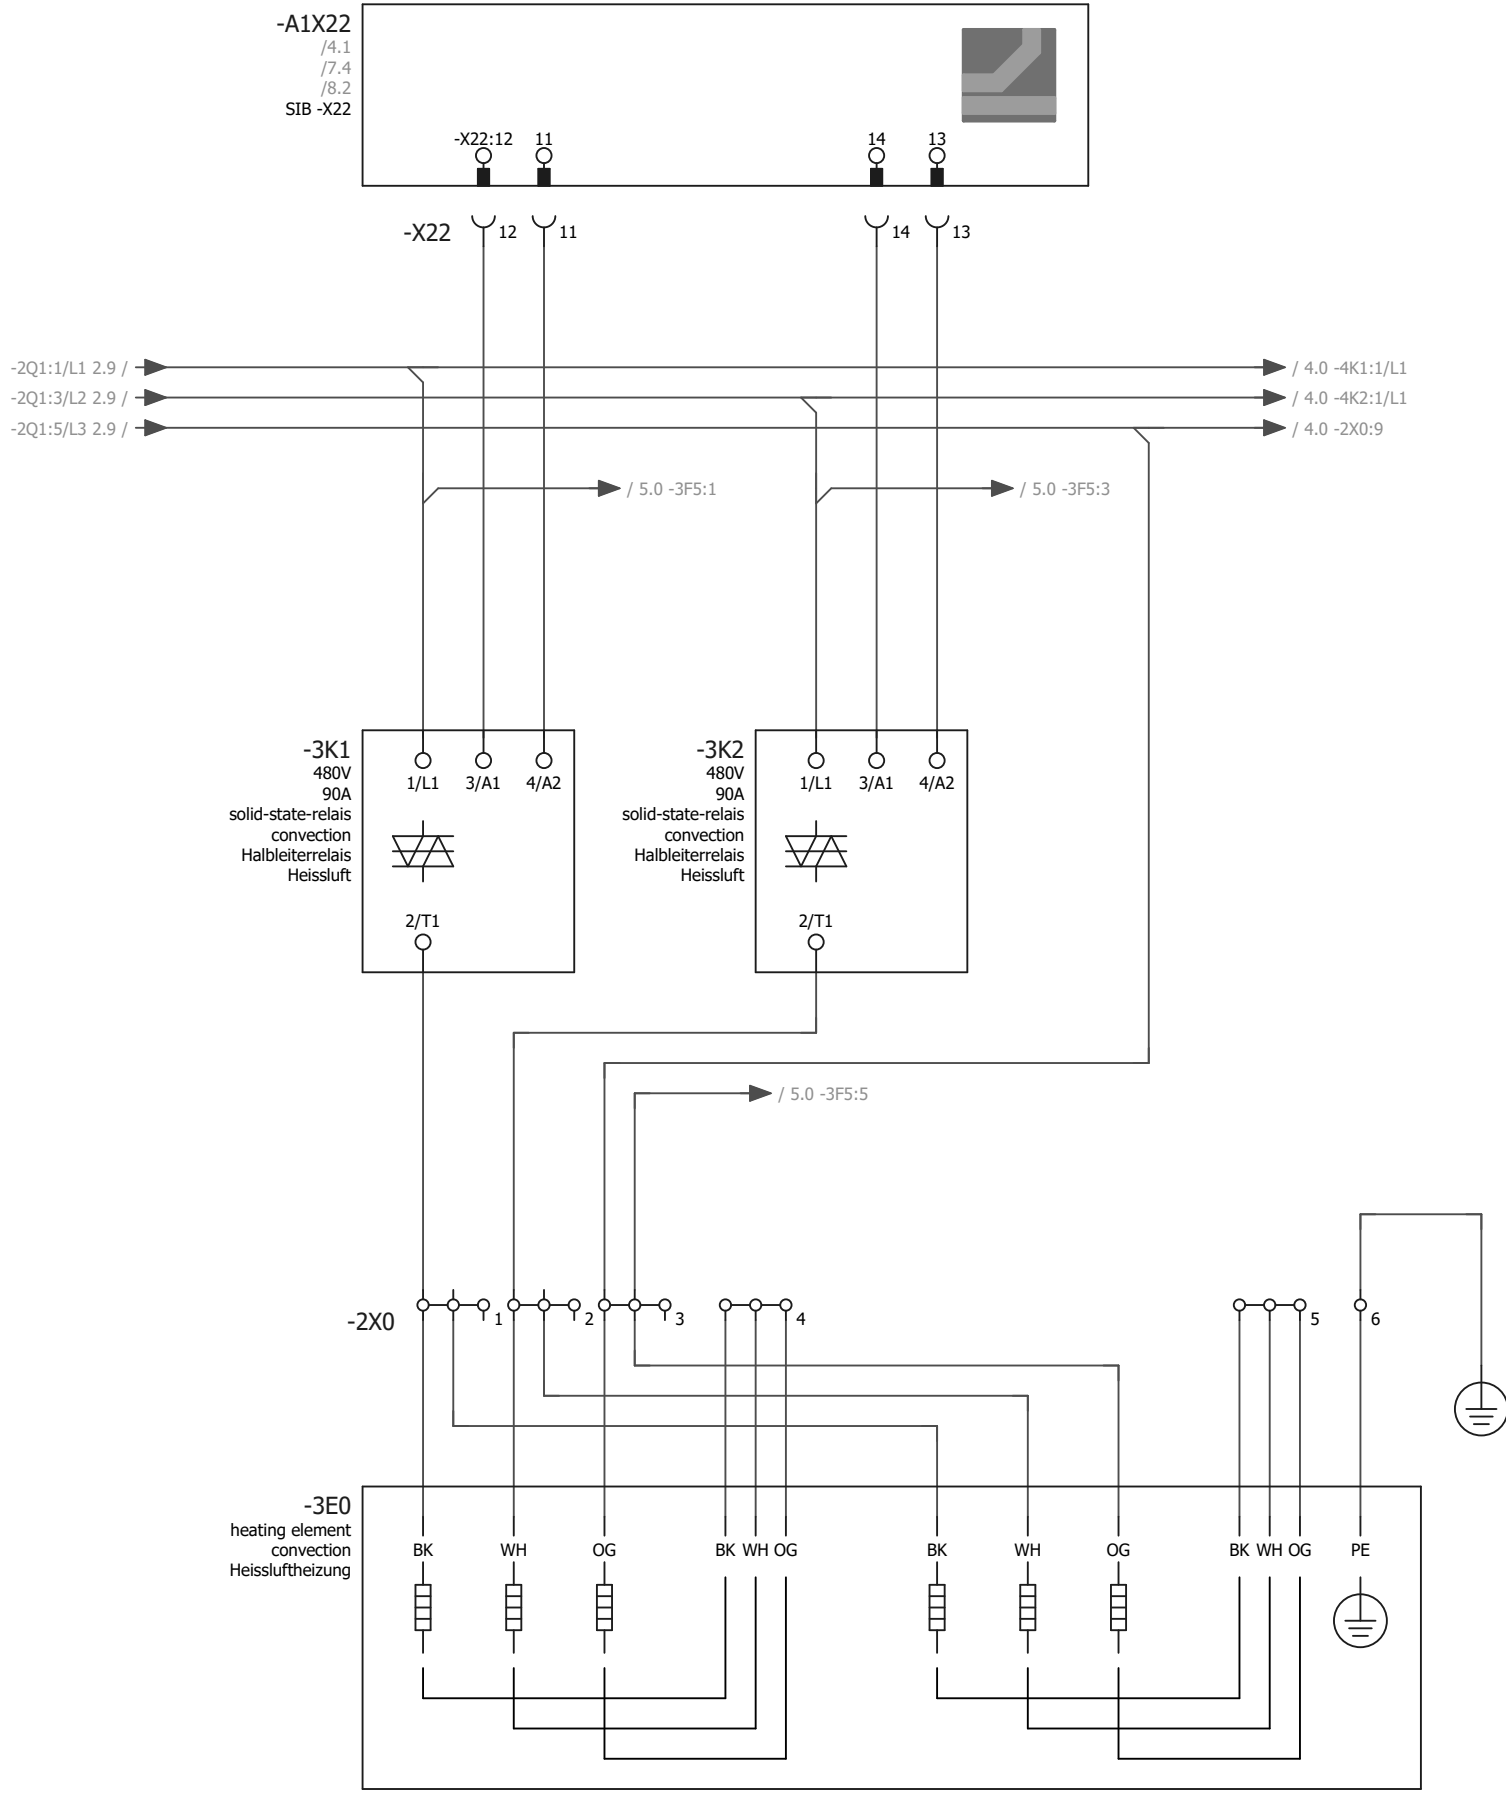 -A1X22
/4.1
/7.4
/8.2
SIB -X22
-X22:12 11 14 13
-X22 12 11 14 13
-2Q1:1/L1 2.9 / / 4.0 -4K1:1/L1
-2Q1:3/L2 2.9 / / 4.0 -4K2:1/L1
-2Q1:5/L3 2.9 / / 4.0 -2X0:9
/ 5.0 -3F5:1 / 5.0 -3F5:3
-3K1
480V
90A
solid-state-relais
convection
Halbleiterrelais
Heissluft
1/L1 3/A1 4/A2
2/T1
-3K2
480V
90A
solid-state-relais
convection
Halbleiterrelais
Heissluft
1/L1 3/A1 4/A2
2/T1
/ 5.0 -3F5:5
-2X0 1 2 3 4 5 6
-3E0
heating element
convection
Heissluftheizung
BK WH OG BK WH OG BK WH OG BK WH OG PE